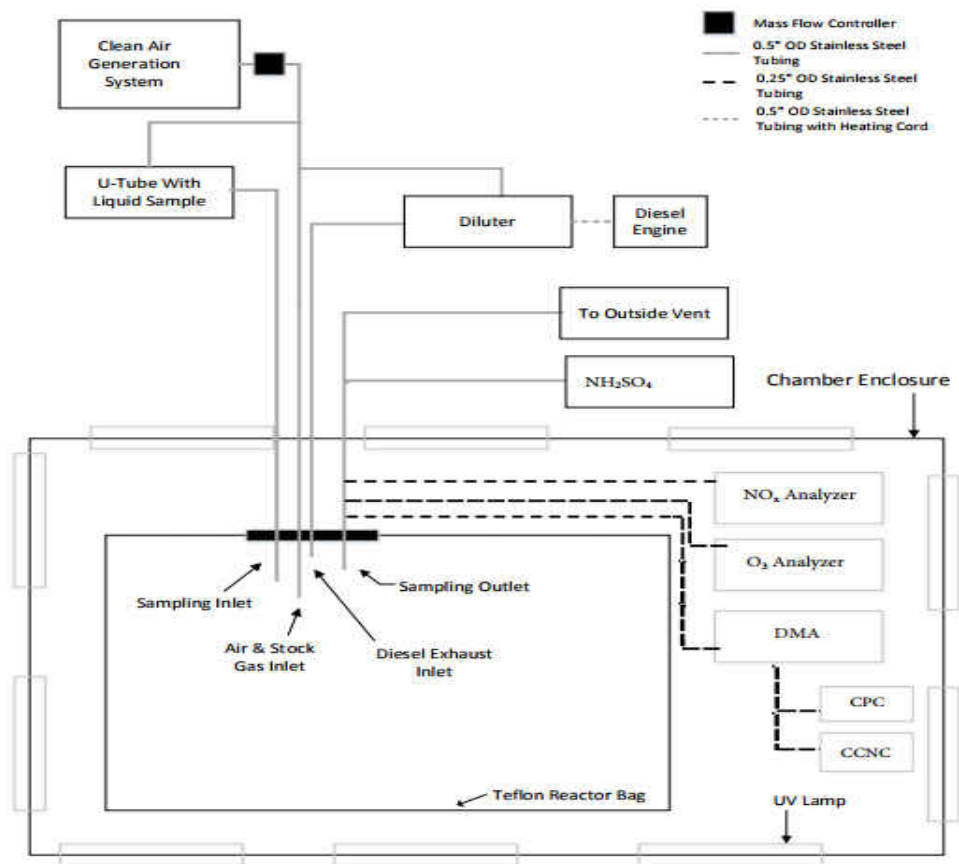 Clean Air
Generation
System
Mass Flow Controller
0.5" OD Stainless Steel
Tubing
0.25" OD Stainless Steel
Tubing
0.5" OD Stainless Steel
Tubing with Heating Cord
U-Tube With
Liquid Sample
Diluter
Diesel
Engine
To Outside Vent
NH₂SO₄
Chamber Enclosure
NOₓ Analyzer
O₃ Analyzer
DMA
CPC
CCNC
Sampling Inlet
Air & Stock
Gas Inlet
Diesel Exhaust
Inlet
Sampling Outlet
Teflon Reactor Bag
UV Lamp